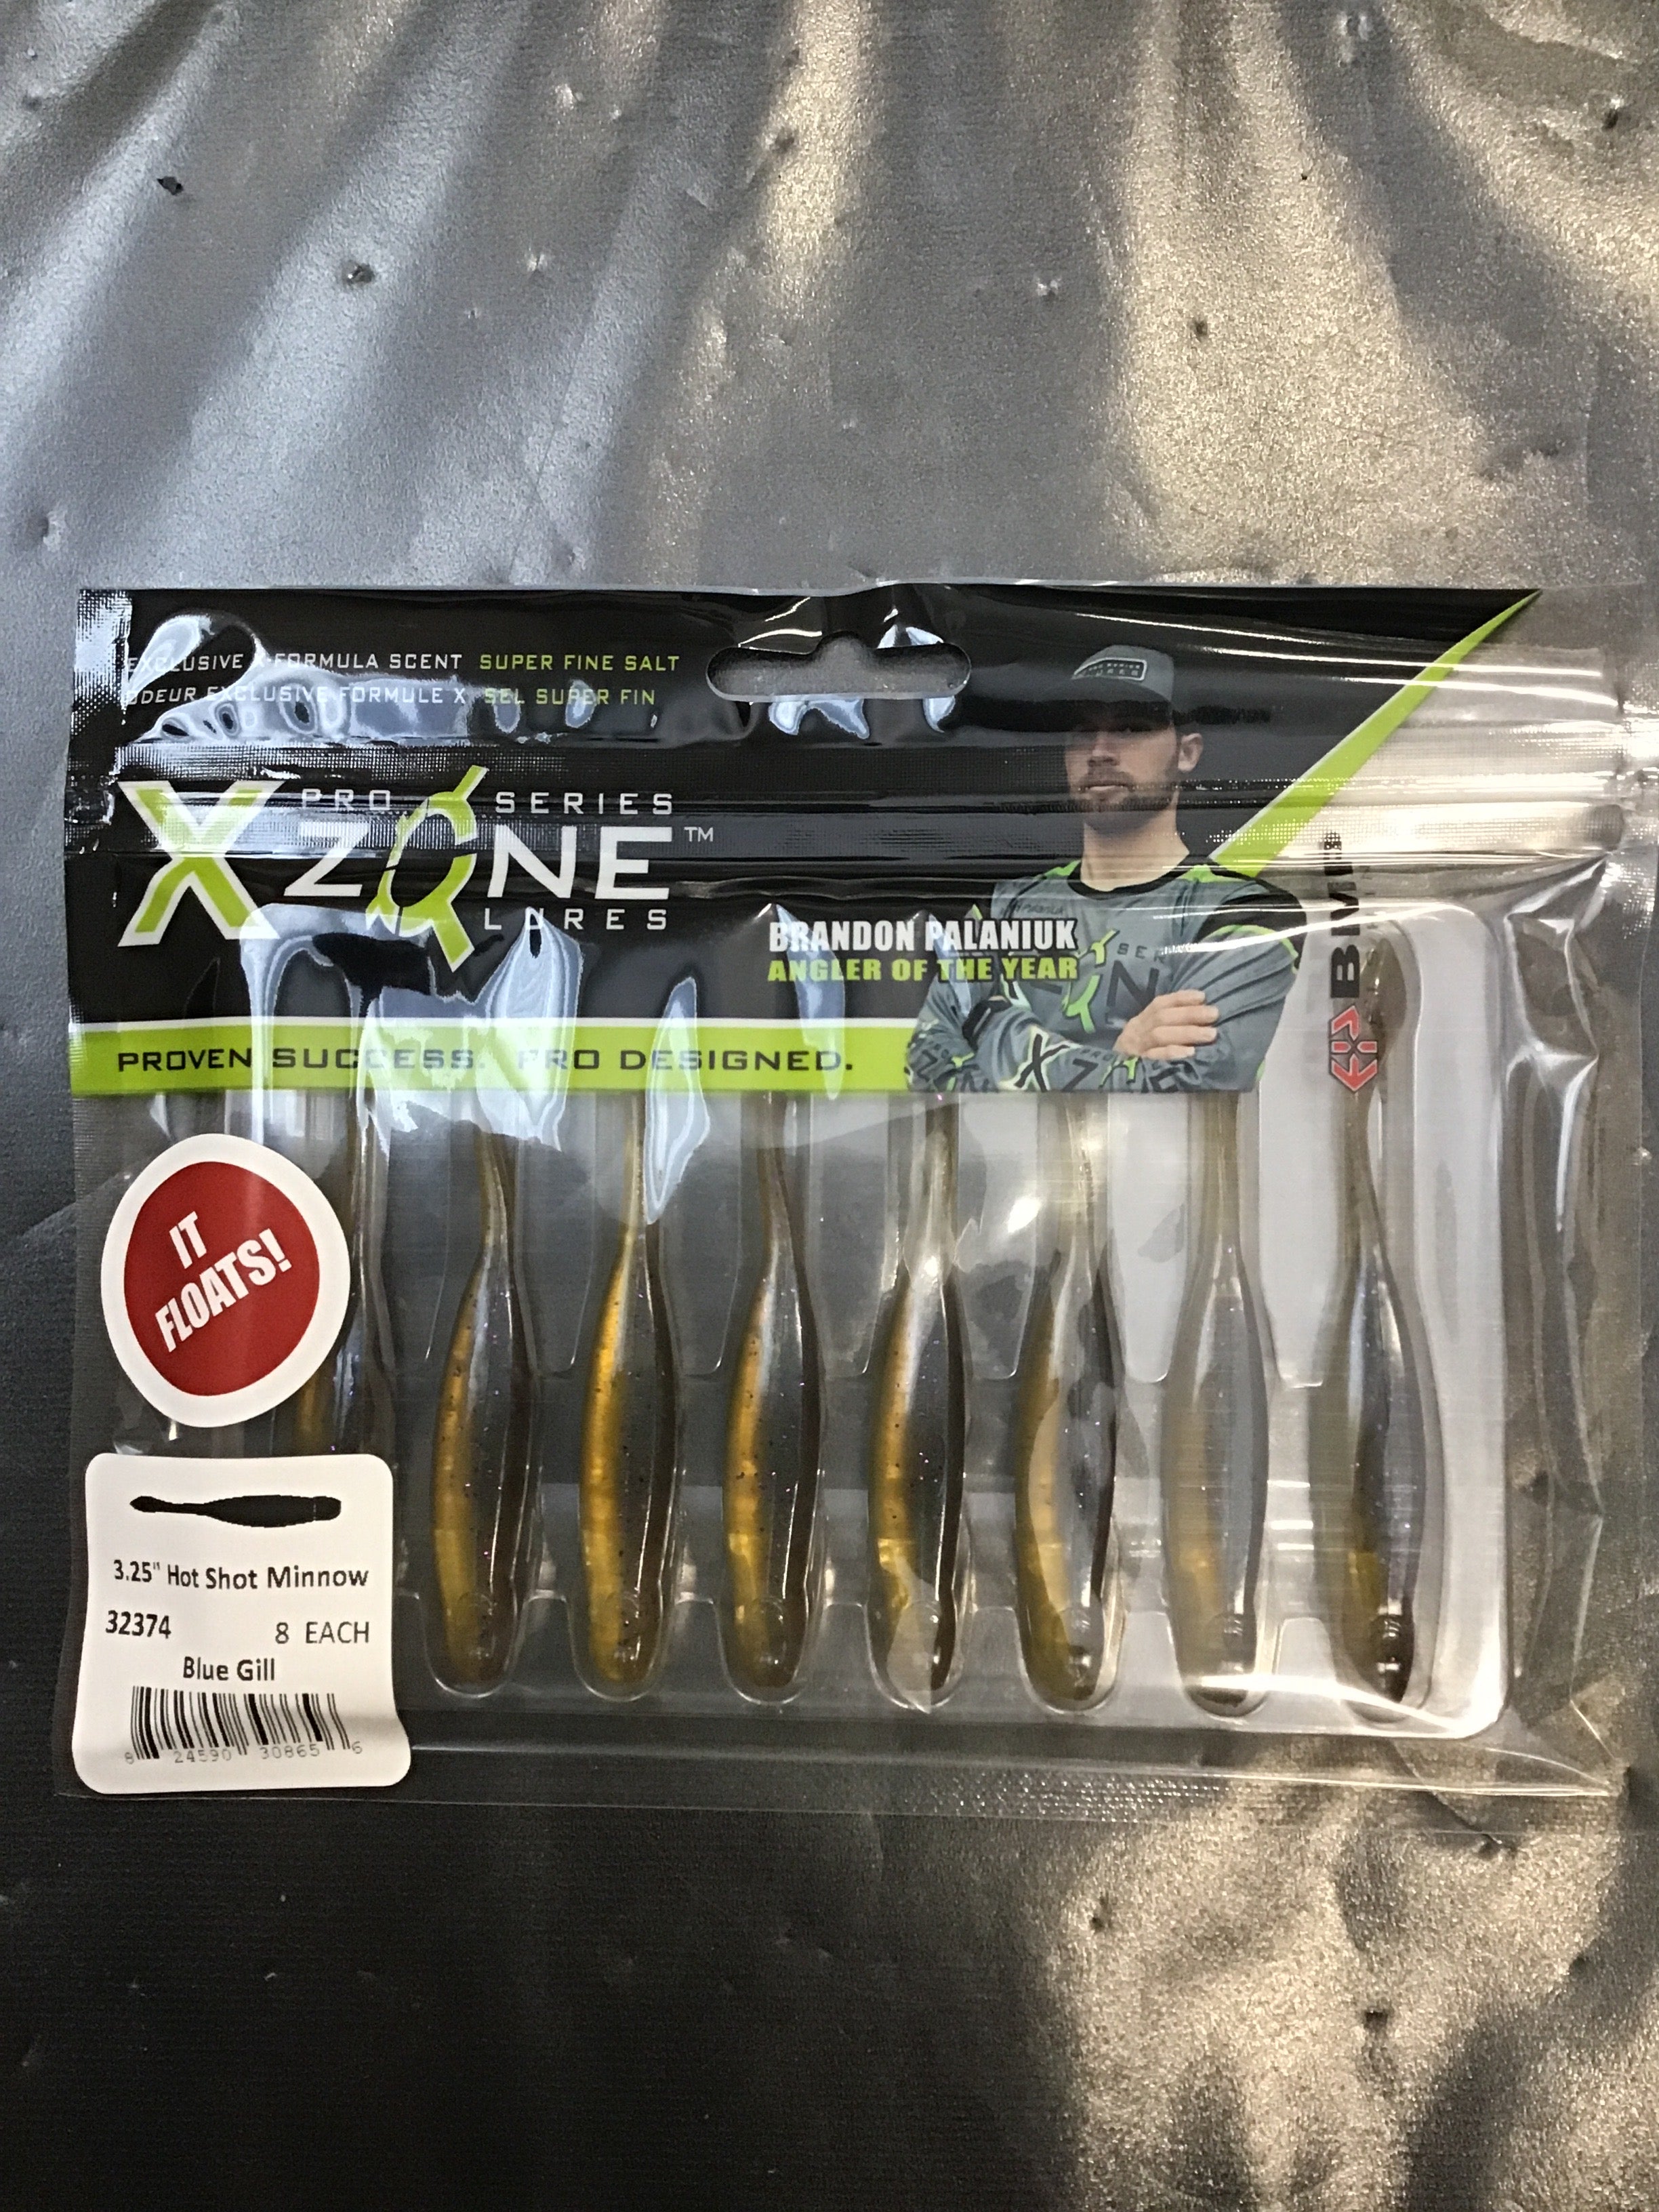 EXCLUSIVE X-FORMULA SCENT SUPER FINE SALT
ODEUR EXCLUSIVE FORMULE X SEL SUPER FIN
X PRO SERIES
ZONE™
LURES
BRANDON PALANIUK
ANGLER OF THE YEAR
PROVEN SUCCESS. PRO DESIGNED.
IT
FLOATS!
3.25" Hot Shot Minnow
32374 8 EACH
Blue Gill
8 24590 30865 6